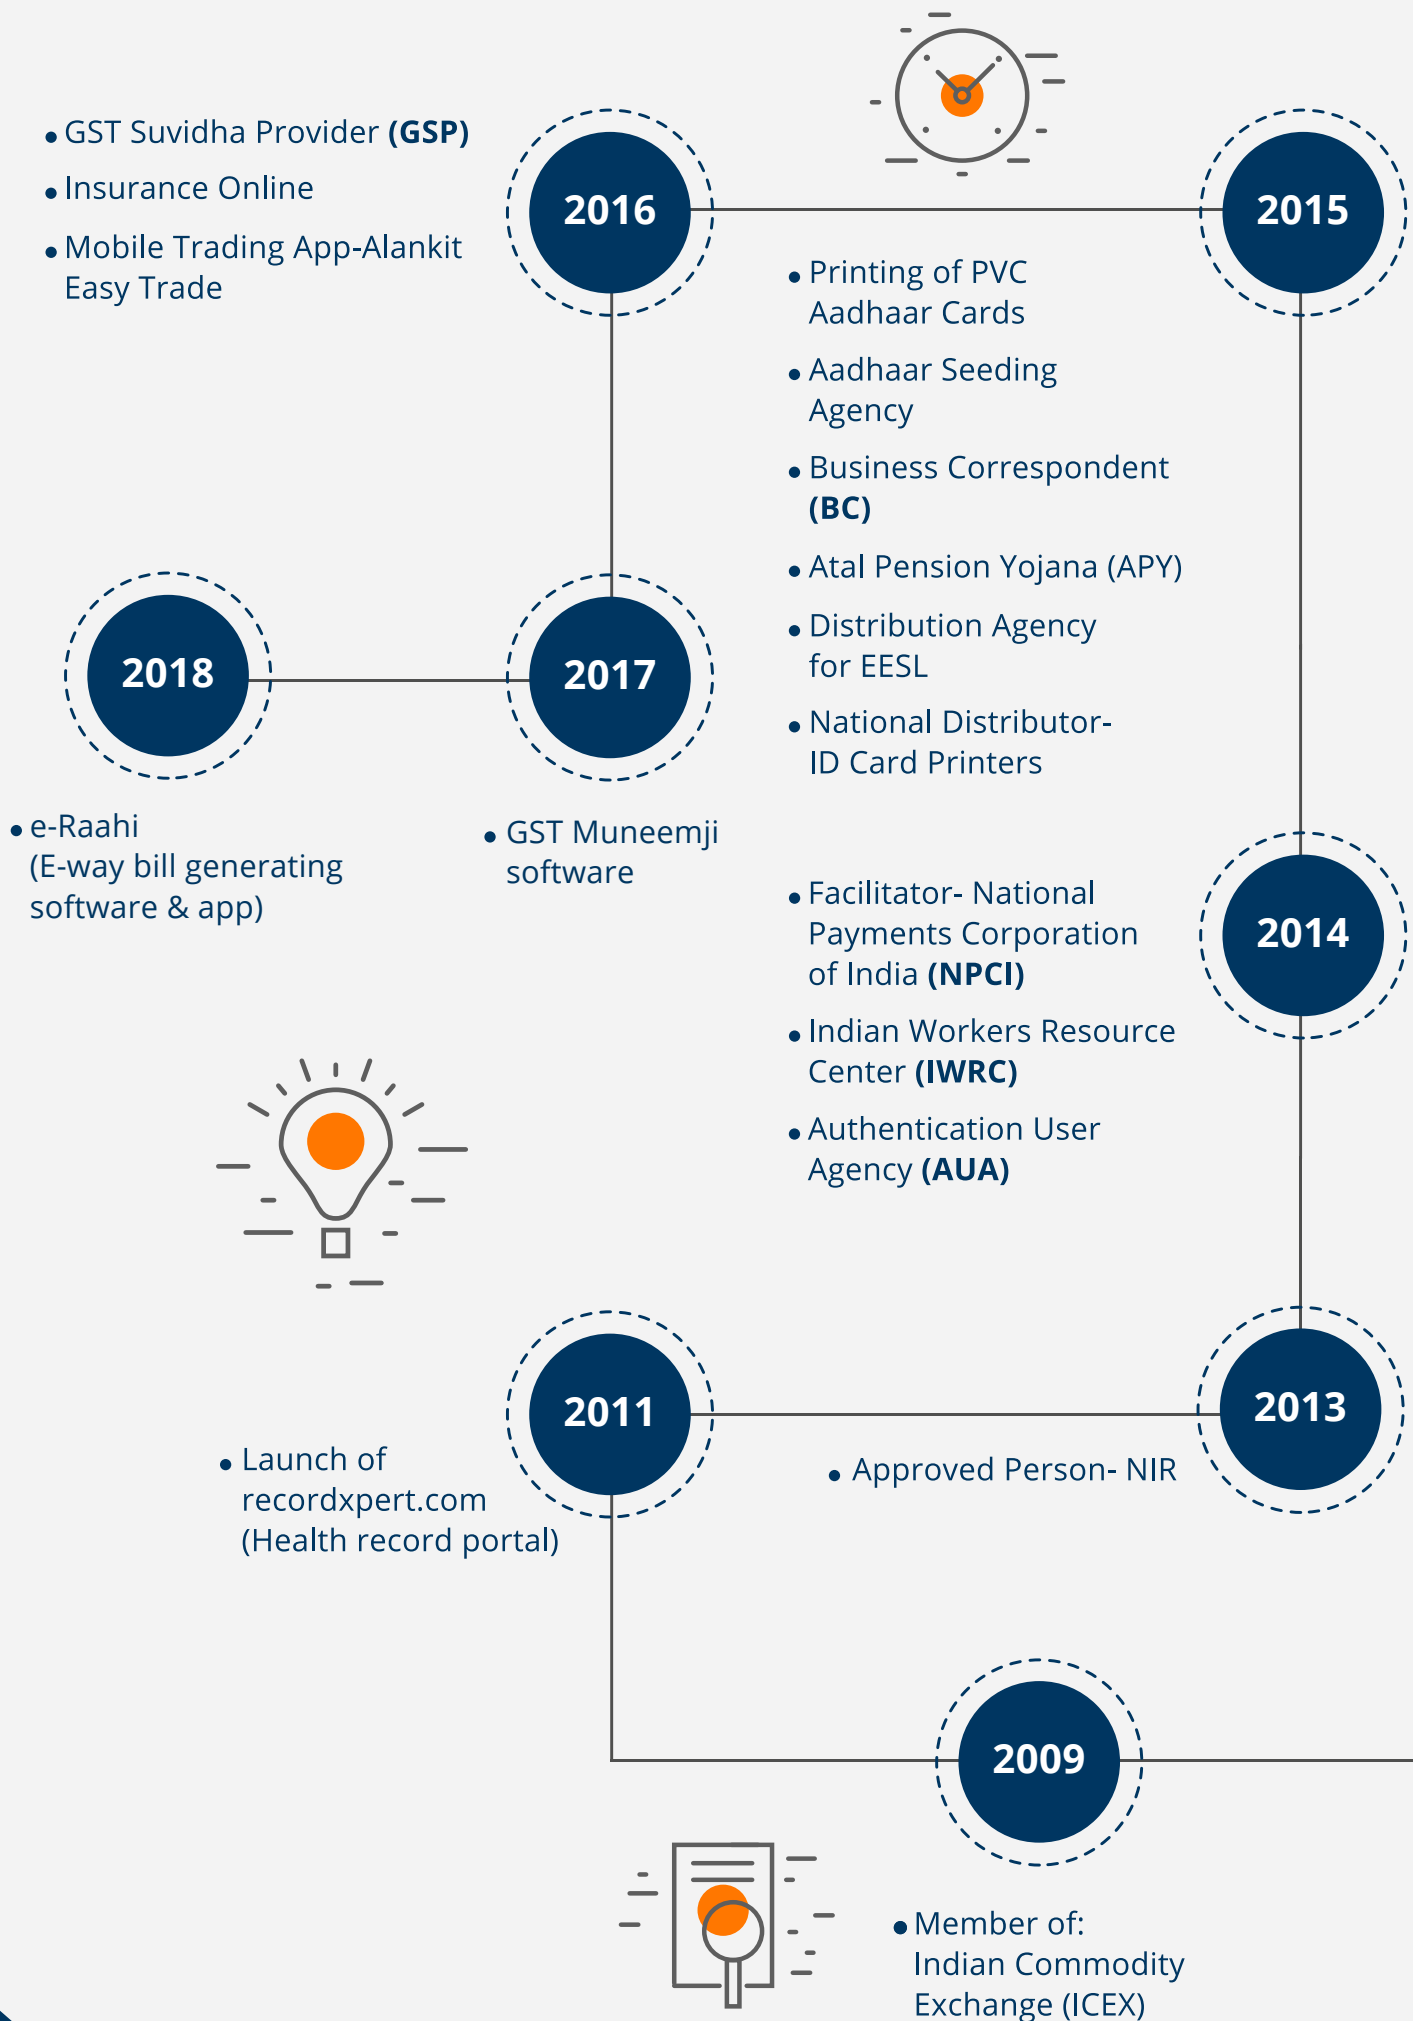 • GST Suvidha Provider (GSP)
• Insurance Online
• Mobile Trading App-Alankit
Easy Trade
2016
2015
• Printing of PVC
Aadhaar Cards
• Aadhaar Seeding
Agency
• Business Correspondent
(BC)
• Atal Pension Yojana (APY)
• Distribution Agency
for EESL
• National Distributor-
ID Card Printers
2018
2017
• e-Raahi
(E-way bill generating
software & app)
• GST Muneemji
software
2014
• Facilitator- National
Payments Corporation
of India (NPCI)
• Indian Workers Resource
Center (IWRC)
• Authentication User
Agency (AUA)
2011
2013
• Launch of
recordxpert.com
(Health record portal)
• Approved Person- NIR
2009
• Member of:
Indian Commodity
Exchange (ICEX)